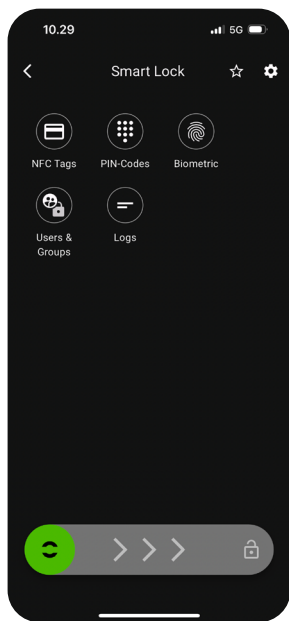 10.29
5G
Smart Lock
NFC Tags
PIN-Codes
Biometric
Users &
Groups
Logs